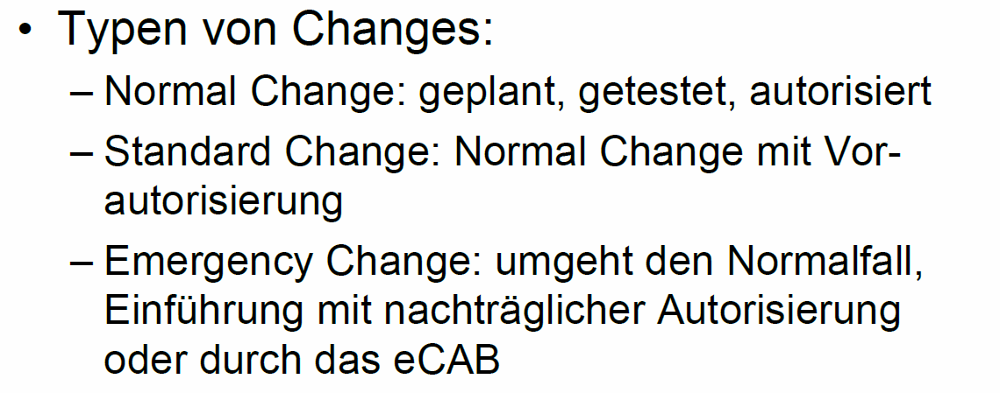 • Typen von Changes:
– Normal Change: geplant, getestet, autorisiert
– Standard Change: Normal Change mit Vor-
autorisierung
– Emergency Change: umgeht den Normalfall,
Einführung mit nachträglicher Autorisierung
oder durch das eCAB